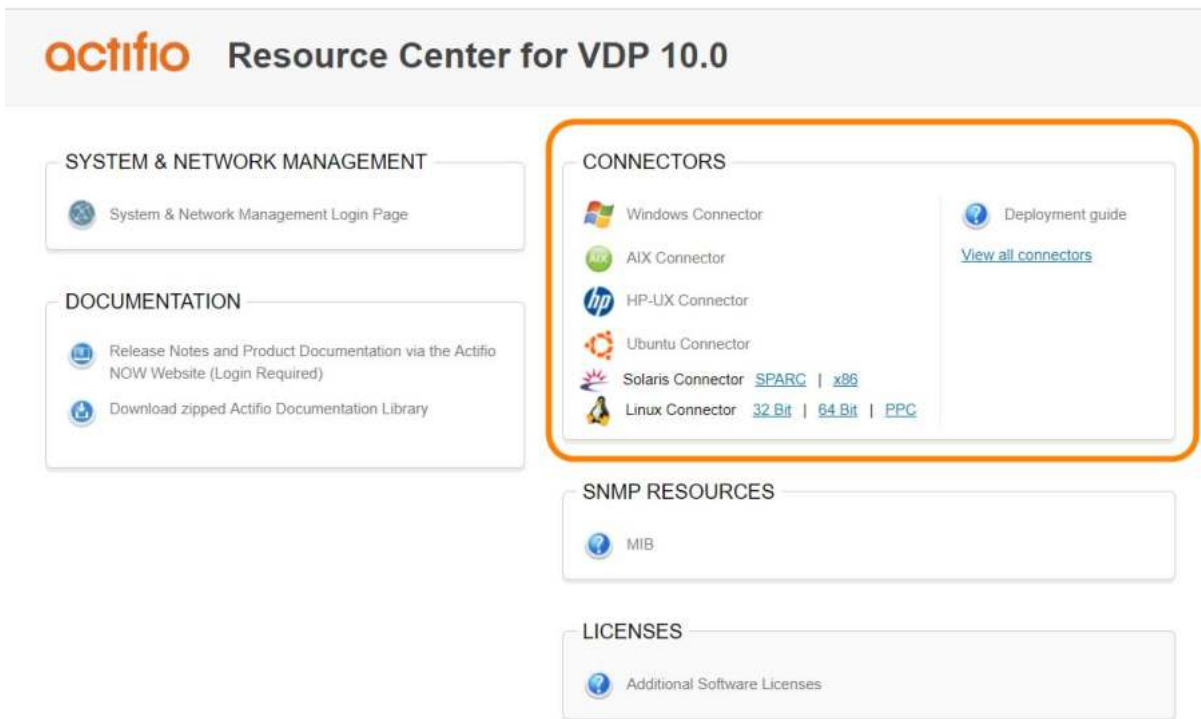 actifio Resource Center for VDP 10.0
SYSTEM & NETWORK MANAGEMENT
System & Network Management Login Page
DOCUMENTATION
Release Notes and Product Documentation via the Actifio
NOW Website (Login Required)
Download zipped Actifio Documentation Library
CONNECTORS
Windows Connector
AIX
AIX Connector
hp
HP-UX Connector
Ubuntu Connector
Solaris Connector SPARC | x86
Linux Connector 32 Bit | 64 Bit | PPC
? Deployment guide
View all connectors
SNMP RESOURCES
? MIB
LICENSES
? Additional Software Licenses